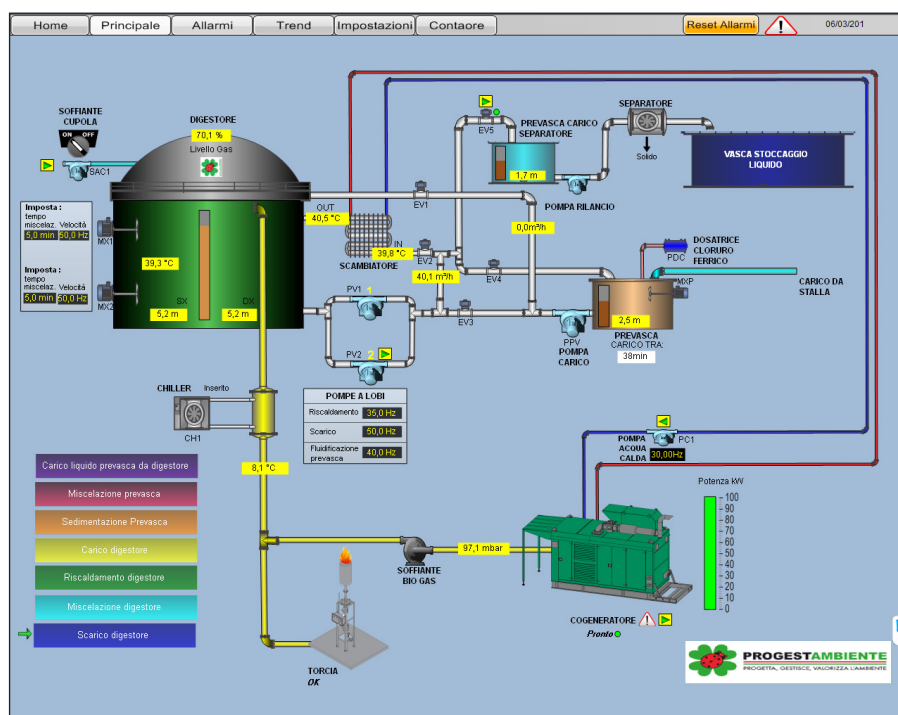 Home
Principale
Allarmi
Trend
Impostazioni
Contaore
Reset Allarmi
06/03/201
SOFFIANTE
CUPOLA
ON OFF
SAC1
DIGESTORE
70,1 %
Livello Gas
EV5
PREVASCA CARICO
SEPARATORE
1,7 m
SEPARATORE
Solido
POMPA RILANCIO
VASCA STOCCAGGIO
LIQUIDO
Imposta :
tempo
miscelaz. Velocità
5,0 min 50,0 Hz
MX1
Imposta :
tempo
miscelaz. Velocità
5,0 min 50,0 Hz
MX2
39,3 °C
SX
DX
5,2 m
5,2 m
OUT
40,5 °C
IN
39,8 °C
SCAMBIATORE
EV1
EV2
40,1 m³/h
0,0m³/h
EV4
EV3
DOSATRICE
CLORURO
FERRICO
PDC
MXP
CARICO DA
STALLA
2,5 m
PREVASCA
CARICO TRA:
38min
PPV
POMPA
CARICO
PV1
1
PV2
2
CHILLER
Inserito
CH1
POMPE A LOBI
Riscaldamento 35,0 Hz
Scarico 50,0 Hz
Fluidificazione
prevasca
40,0 Hz
8,1 °C
POMPA
ACQUA
CALDA
PC1
30,00Hz
Carico liquido prevasca da digestore
Miscelazione prevasca
Sedimentazione Prevasca
Carico digestore
Riscaldamento digestore
Miscelazione digestore
Scarico digestore
97,1 mbar
SOFFIANTE
BIO GAS
TORCIA
OK
COGENERATORE
Pronto
Potenza kW
100
90
80
70
60
50
40
30
20
10
0
PROGESTAMBIENTE
PROGETTA, GESTISCE, VALORIZZA L'AMBIENTE